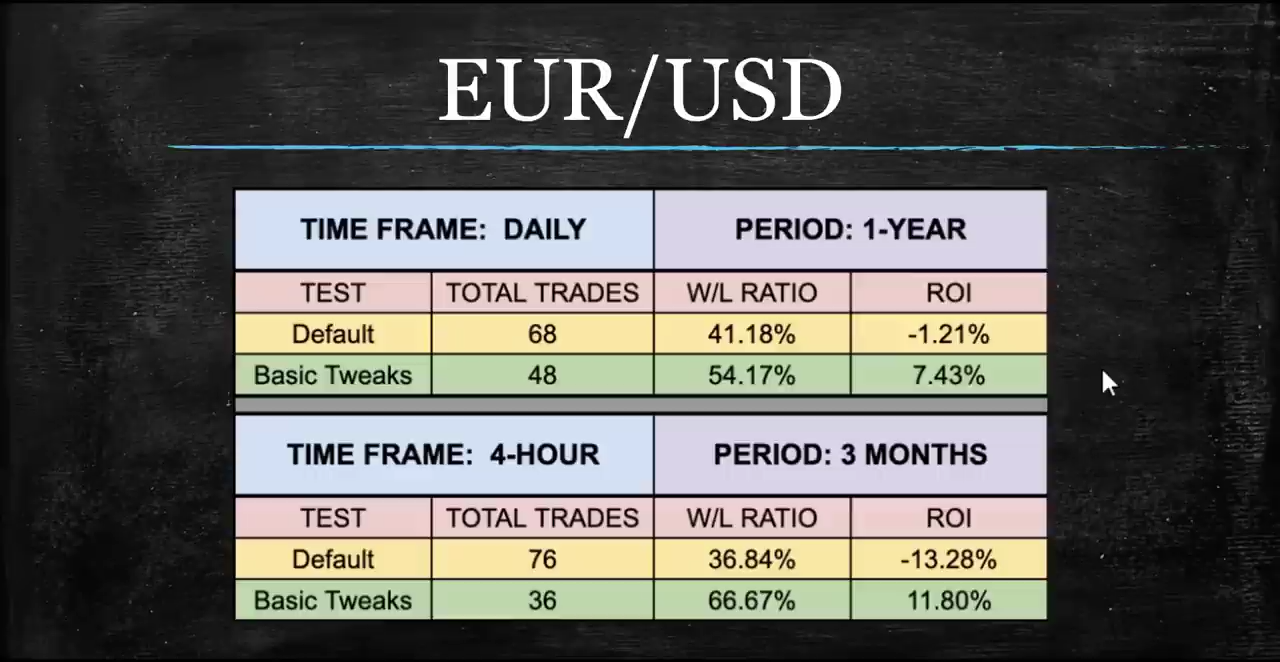 EUR/USD
TIME FRAME: DAILY PERIOD: 1-YEAR
TEST TOTAL TRADES W/L RATIO ROI
Default 68 41.18% -1.21%
Basic Tweaks 48 54.17% 7.43%
TIME FRAME: 4-HOUR PERIOD: 3 MONTHS
TEST TOTAL TRADES W/L RATIO ROI
Default 76 36.84% -13.28%
Basic Tweaks 36 66.67% 11.80%